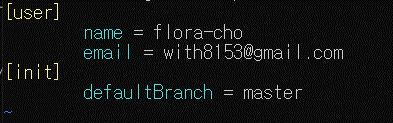 [user]
name = flora-cho
email = with8153@gmail.com
[init]
defaultBranch = master
~